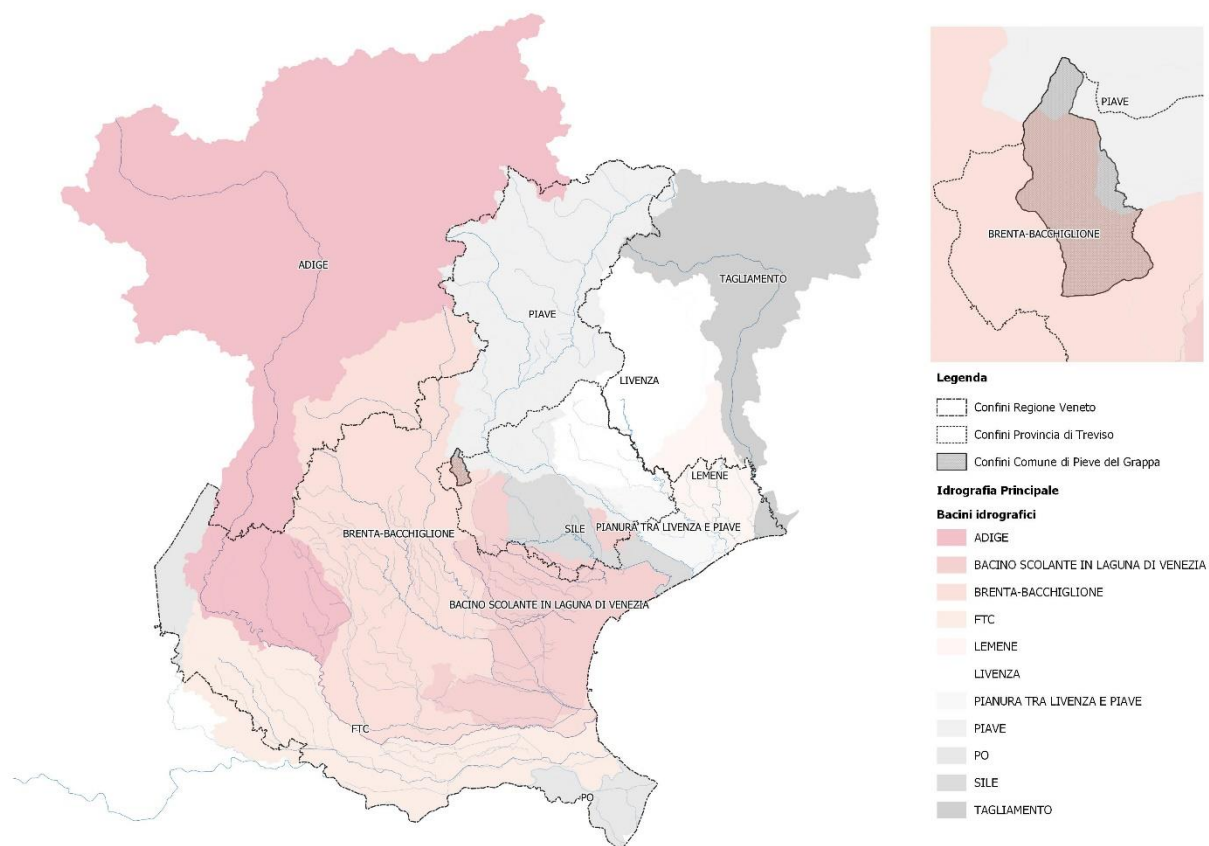 ADIGE
PIAVE
TAGLIAMENTO
LIVENZA
LEMENE
BRENTA-BACCHIGLIONE
SILE
PIANURA TRA LIVENZA E PIAVE
BACINO SCOLANTE IN LAGUNA DI VENEZIA
FTC
PO
PIAVE
BRENTA-BACCHIGLIONE
Legenda
Confini Regione Veneto
Confini Provincia di Treviso
Confini Comune di Pieve del Grappa
Idrografia Principale
Bacini idrografici
ADIGE
BACINO SCOLANTE IN LAGUNA DI VENEZIA
BRENTA-BACCHIGLIONE
FTC
LEMENE
LIVENZA
PIANURA TRA LIVENZA E PIAVE
PIAVE
PO
SILE
TAGLIAMENTO